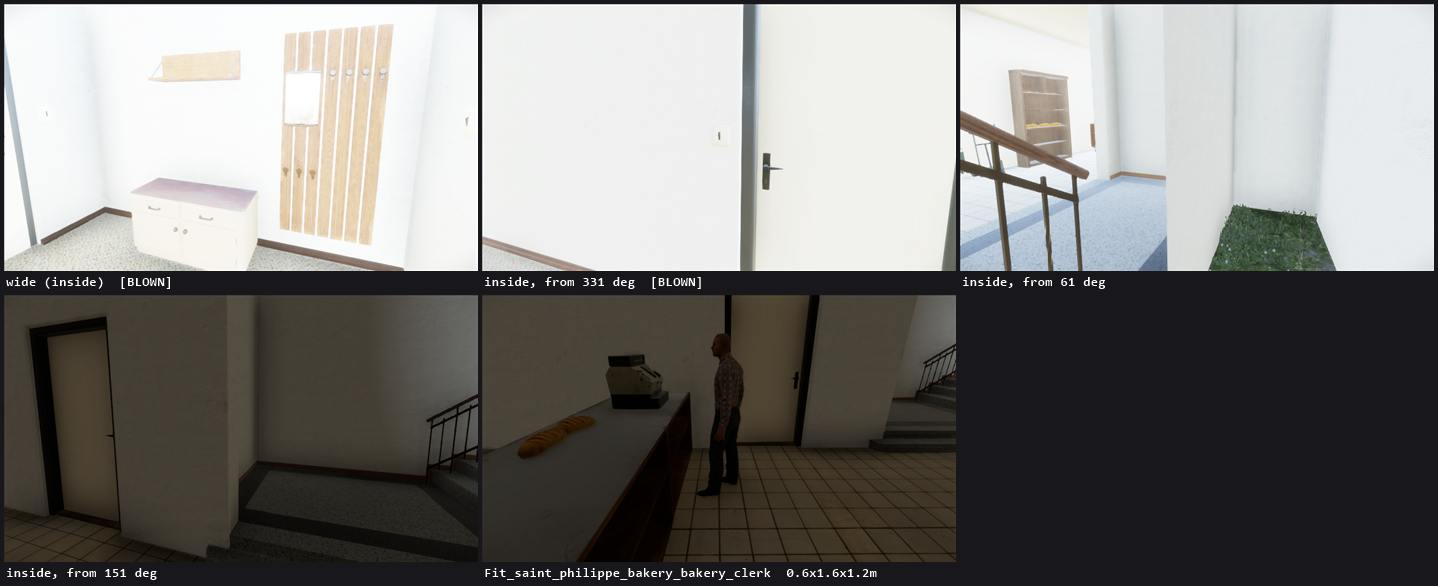 wide (inside)  [BLOWN]
inside, from 331 deg  [BLOWN]
inside, from 61 deg
inside, from 151 deg
Fit_saint_philippe_bakery_bakery_clerk  0.6x1.6x1.2m